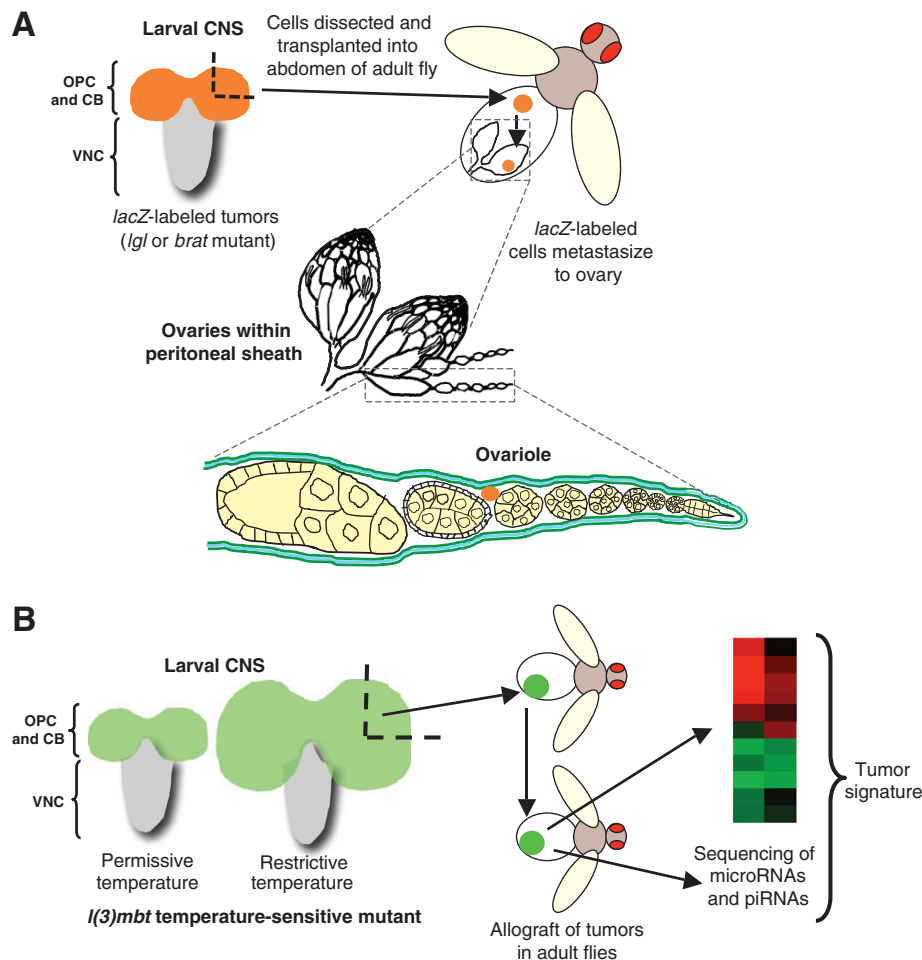 A
Larval CNS
Cells dissected and
transplanted into
abdomen of adult fly
OPC
and CB
VNC
lacZ-labeled tumors
(lgl or brat mutant)
lacZ-labeled
cells metastasize
to ovary
Ovaries within
peritoneal sheath
Ovariole
B
Larval CNS
OPC
and CB
VNC
Permissive
temperature
Restrictive
temperature
l(3)mbt temperature-sensitive mutant
Allograft of tumors
in adult flies
Sequencing of
microRNAs
and piRNAs
Tumor
signature